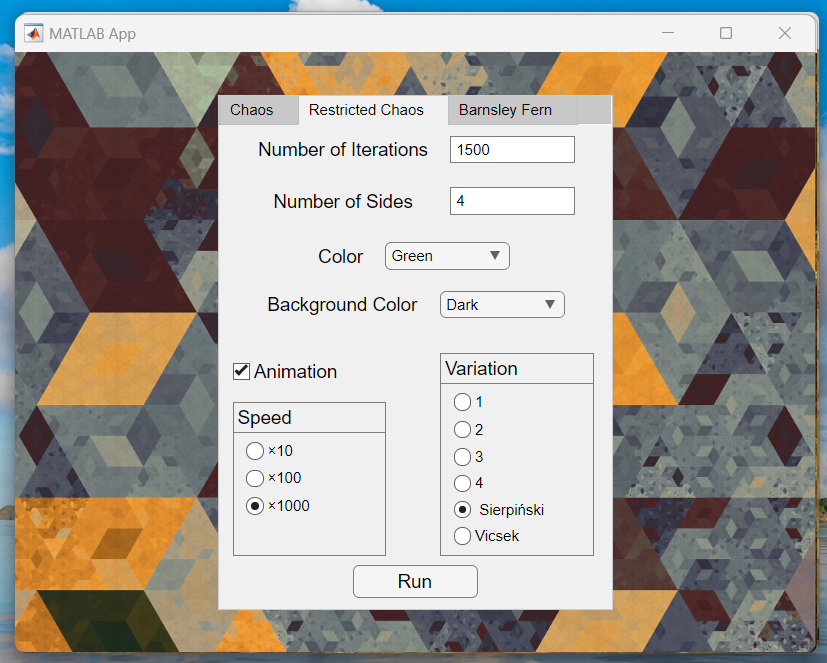 MATLAB App
Chaos Restricted Chaos Barnsley Fern
Number of Iterations 1500
Number of Sides 4
Color Green
Background Color Dark
Animation
Speed
×10
×100
×1000
Variation
1
2
3
4
Sierpiński
Vicsek
Run